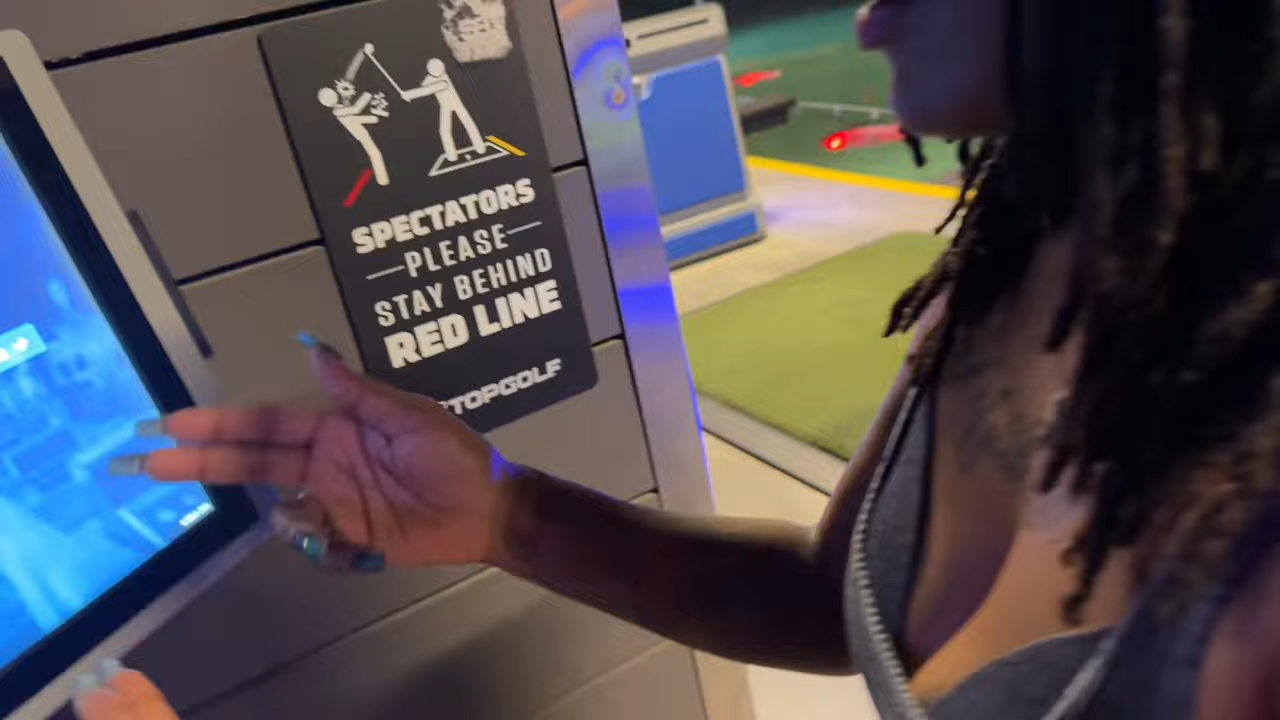 SPECTATORS
PLEASE
STAY BEHIND
RED LINE
TOPGOLF